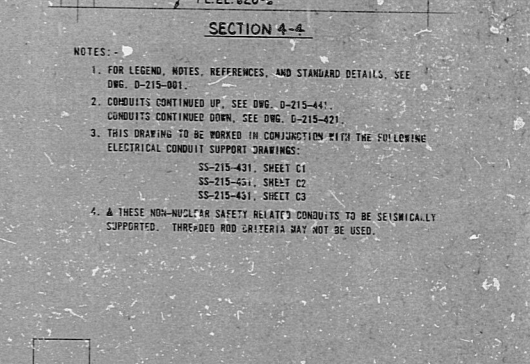 SECTION 4-4
NOTES:-
1. FOR LEGEND, NOTES, REFERENCES, AND STANDARD DETAILS, SEE
DWG. D-215-001.
2. CONDUITS CONTINUED UP, SEE DWG. D-215-441.
CONDUITS CONTINUED DOWN, SEE DWG. D-215-421.
3. THIS DRAWING TO BE WORKED IN CONJUNCTION WITH THE FOLLOWING
ELECTRICAL CONDUIT SUPPORT DRAWINGS:
SS-215-431, SHEET C1
SS-215-431, SHEET C2
SS-215-431, SHEET C3
4. & THESE NON-NUCLEAR SAFETY RELATED CONDUITS TO BE SEISMICALLY
SUPPORTED. THREADED ROD CRITERIA MAY NOT BE USED.